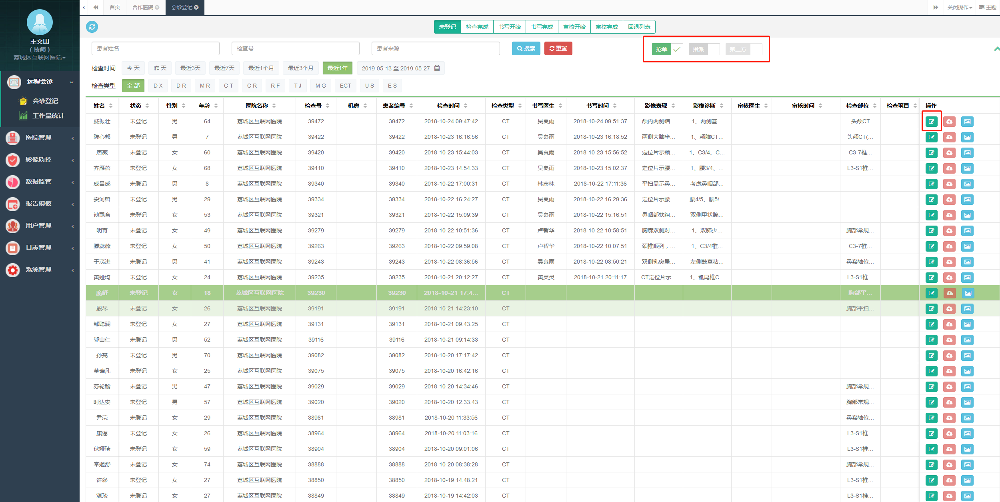 首页 合作医院 会诊登记 关闭操作 主题
王文田
（技师）
荔城区互联网医院
远程会诊
会诊登记
工作量统计
医院管理
影像质控
数据监管
报告模板
用户管理
日志管理
系统管理
未登记 检查完成 书写开始 书写完成 审核开始 审核完成 回退列表
患者姓名 检查号 患者来源 搜索 重置 抢单 指派 第三方
检查时间 今 天 昨 天 最近3天 最近7天 最近1个月 最近3个月 最近1年 2019-05-13 至 2019-05-27
检查类型 全 部 D X D R M R C T C R R F T J M G ECT U S E S
姓名 状态 性别 年龄 医院名称 检查号 机房 患者编号 检查时间 检查类型 书写医生 书写时间 影像表现 影像诊断 审核医生 审核时间 检查部位 检查项目 操作
戚振壮 未登记 男 64 荔城区互联网医院 39472 39472 2018-10-24 09:47:42 CT 吴良雨 2018-10-24 09:51:37 颅内两侧结... 1、两侧基... 头颅CT
陈心邦 未登记 男 7 荔城区互联网医院 39422 39422 2018-10-23 16:16:56 CT 吴良雨 2018-10-23 16:18:52 两侧大脑半... 1、颅脑CT... 头颅CT(...
唐薇 未登记 女 60 荔城区互联网医院 39420 39420 2018-10-23 15:44:03 CT 吴良雨 2018-10-23 15:56:52 定位片示颈... 1、C3/4、C... C3-7椎...
齐雁蓓 未登记 女 68 荔城区互联网医院 39410 39410 2018-10-23 14:54:33 CT 吴良雨 2018-10-23 15:02:37 定位片示腰... 1、腰3/4、... L3-S1椎...
成昌成 未登记 男 8 荔城区互联网医院 39340 39340 2018-10-22 17:00:31 CT 林志林 2018-10-22 17:11:36 平扫显示鼻... 考虑鼻咽部...
安河哲 未登记 男 29 荔城区互联网医院 39334 39334 2018-10-22 16:24:27 CT 吴良雨 2018-10-22 16:29:36 定位片示腰... 腰4/5、腰5/...
谈飘育 未登记 女 53 荔城区互联网医院 39321 39321 2018-10-22 15:09:39 CT 吴良雨 2018-10-22 15:16:51 鼻咽部软组... 双侧甲状腺...
明育 未登记 女 49 荔城区互联网医院 39279 39279 2018-10-22 10:51:36 CT 卢智华 2018-10-22 10:58:51 胸廓双侧对... 1、双肺少... 胸部常规...
滕蕊薇 未登记 女 50 荔城区互联网医院 39263 39263 2018-10-22 09:59:08 CT 卢智华 2018-10-22 10:07:51 颈椎顺列，... 1、C3/4椎... C3-7椎...
于茂进 未登记 男 41 荔城区互联网医院 39243 39243 2018-10-22 08:36:56 CT 吴良雨 2018-10-22 08:50:21 双侧乳突呈... 左侧鼓室粘... 鼻窦轴位...
黄娅琦 未登记 女 24 荔城区互联网医院 39235 39235 2018-10-21 20:12:27 CT 黄灵灵 2018-10-21 20:11:17 CT定位片示... 1、骶尾椎C... L3-S1椎...
庞舒 未登记 女 18 荔城区互联网医院 39230 39230 2018-10-21 17:4... CT 胸部平...
殷琴 未登记 女 26 荔城区互联网医院 39191 39191 2018-10-21 14:23:10 CT 胸部平扫...
邹聪澜 未登记 女 27 荔城区互联网医院 39131 39131 2018-10-21 09:43:25 CT
邬山仁 未登记 男 52 荔城区互联网医院 39116 39116 2018-10-21 09:14:33 CT
孙亮 未登记 男 70 荔城区互联网医院 39082 39082 2018-10-20 17:17:42 CT
董瑞凡 未登记 女 25 荔城区互联网医院 39075 39075 2018-10-20 16:42:16 CT
苏轮翰 未登记 男 47 荔城区互联网医院 39029 39029 2018-10-20 14:34:46 CT 胸部常规...
时达安 未登记 男 57 荔城区互联网医院 39020 39020 2018-10-20 12:33:43 CT 胸部常规...
尹荣 未登记 女 29 荔城区互联网医院 38981 38981 2018-10-20 11:33:56 CT 鼻窦轴位...
康霭 未登记 女 26 荔城区互联网医院 38964 38964 2018-10-20 11:03:16 CT L3-S1椎...
伏娅琦 未登记 女 59 荔城区互联网医院 38904 38904 2018-10-20 09:01:06 CT L3-S1椎...
李姬舒 未登记 女 74 荔城区互联网医院 38888 38888 2018-10-20 08:38:28 CT 胸部常规...
许彩 未登记 女 27 荔城区互联网医院 38850 38850 2018-10-19 14:48:21 CT L3-S1椎...
湛琰 未登记 女 27 荔城区互联网医院 38849 38849 2018-10-19 14:42:03 CT L3-S1椎...